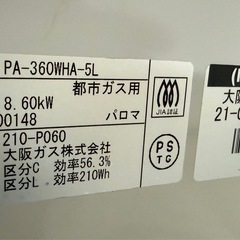 PA-360WHA-5L
都市ガス用
8.60kW
00148 パロマ
JIA認証
210-P060
大阪ガス株式会社
区分C 効率56.3%
区分L 効率210Wh
PS
TG
大阪